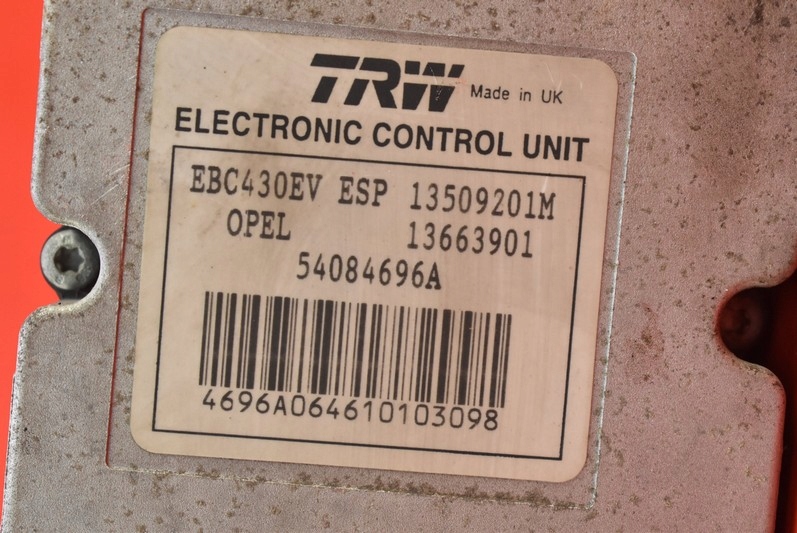 TRW Made in UK
ELECTRONIC CONTROL UNIT
EBC430EV ESP 13509201M
OPEL 13663901
54084696A
4696A064610103098